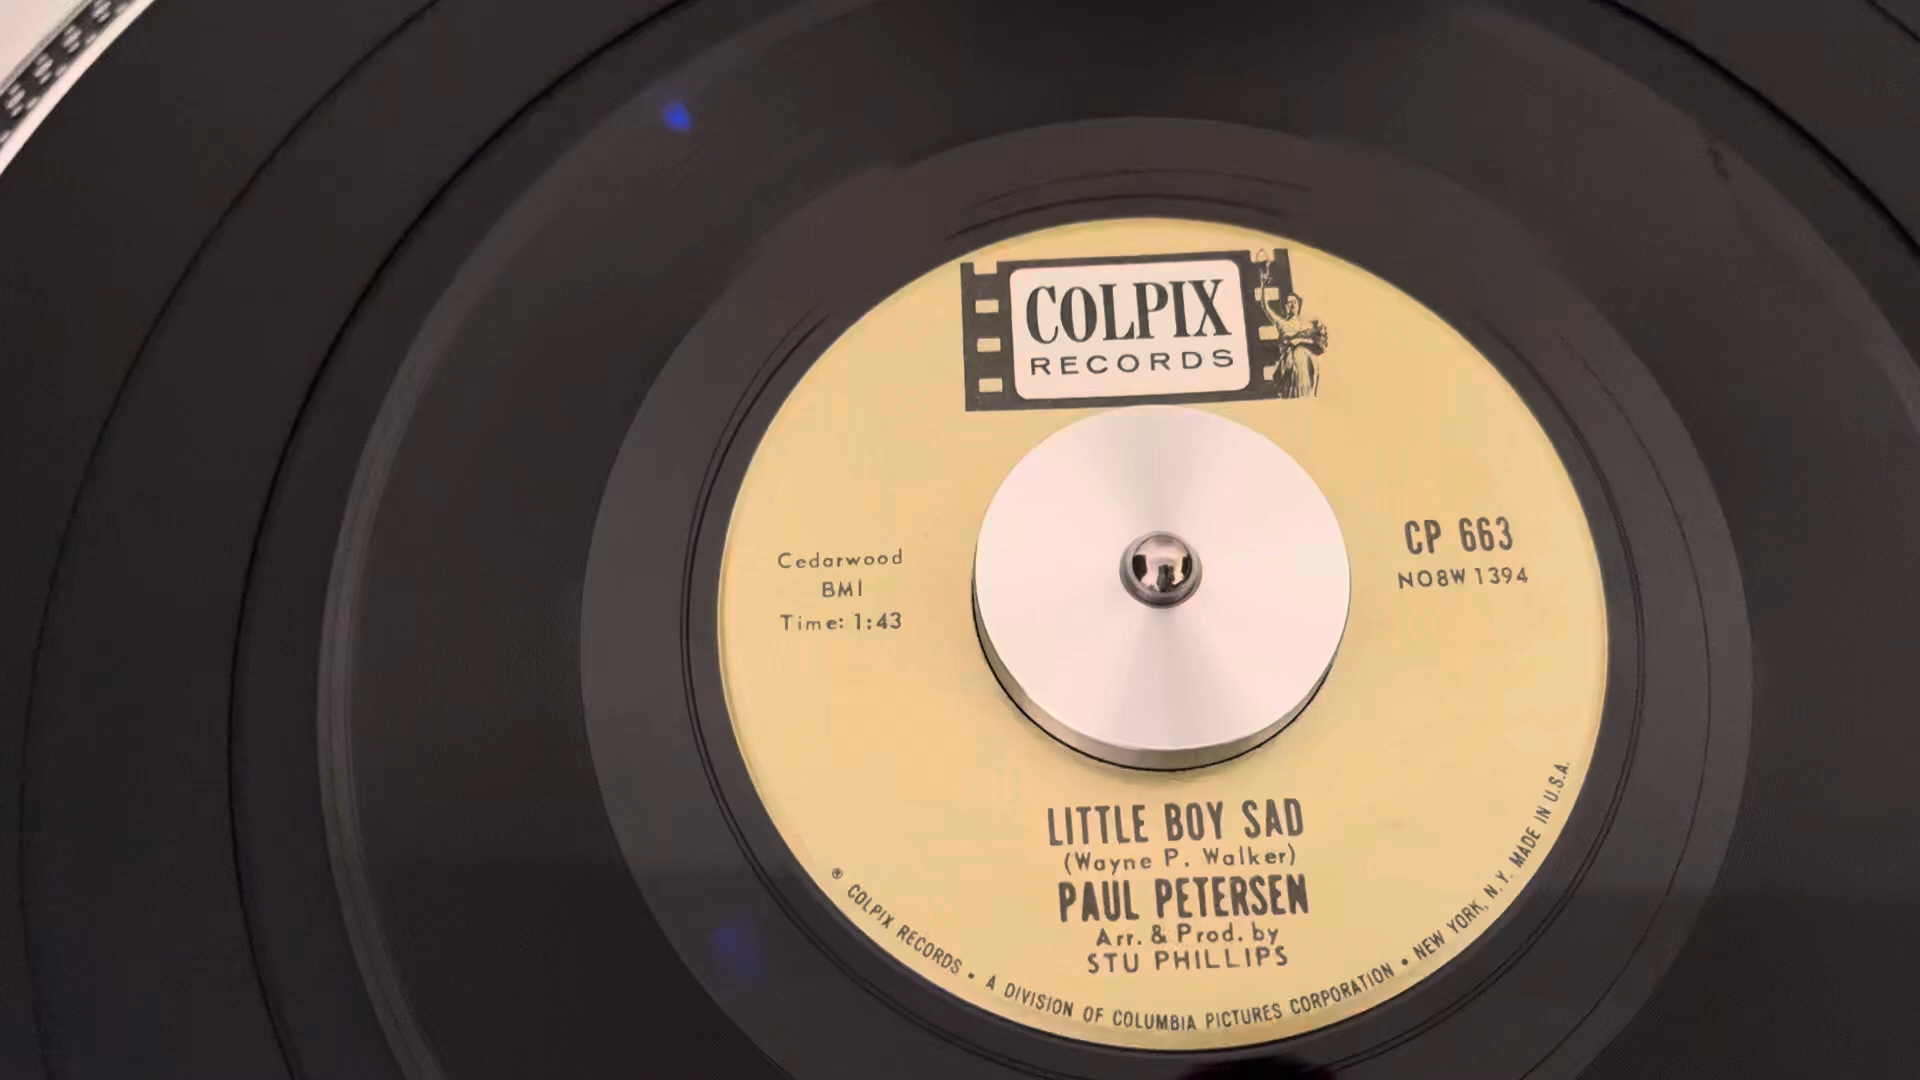 COLPIX
RECORDS
Cedarwood
BMI
Time: 1:43
CP 663
NO8W 1394
LITTLE BOY SAD
(Wayne P. Walker)
PAUL PETERSEN
Arr. & Prod. by
STU PHILLIPS
℗ COLPIX RECORDS • A DIVISION OF COLUMBIA PICTURES CORPORATION • NEW YORK, N.Y. MADE IN U.S.A.